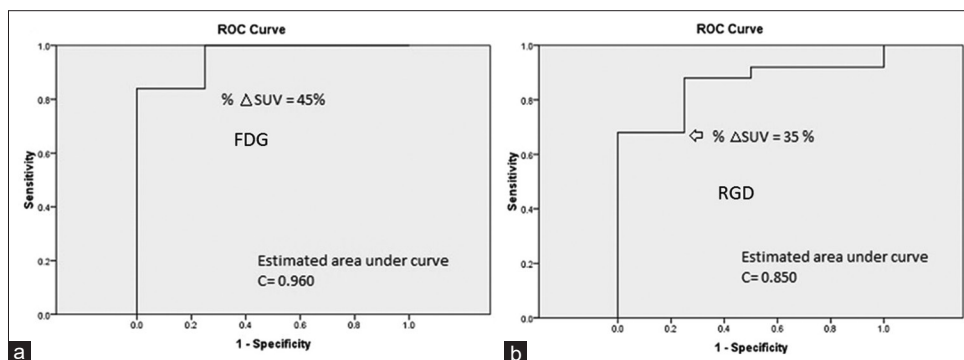 ROC Curve
1.0
0.8
0.6
0.4
0.2
0.0
Sensitivity
% △SUV = 45%
FDG
Estimated area under curve
C= 0.960
0.0 0.2 0.4 0.6 0.8 1.0
1 - Specificity
a
ROC Curve
1.0
0.8
0.6
0.4
0.2
0.0
Sensitivity
% △SUV = 35 %
RGD
Estimated area under curve
C= 0.850
0.0 0.2 0.4 0.6 0.8 1.0
1 - Specificity
b